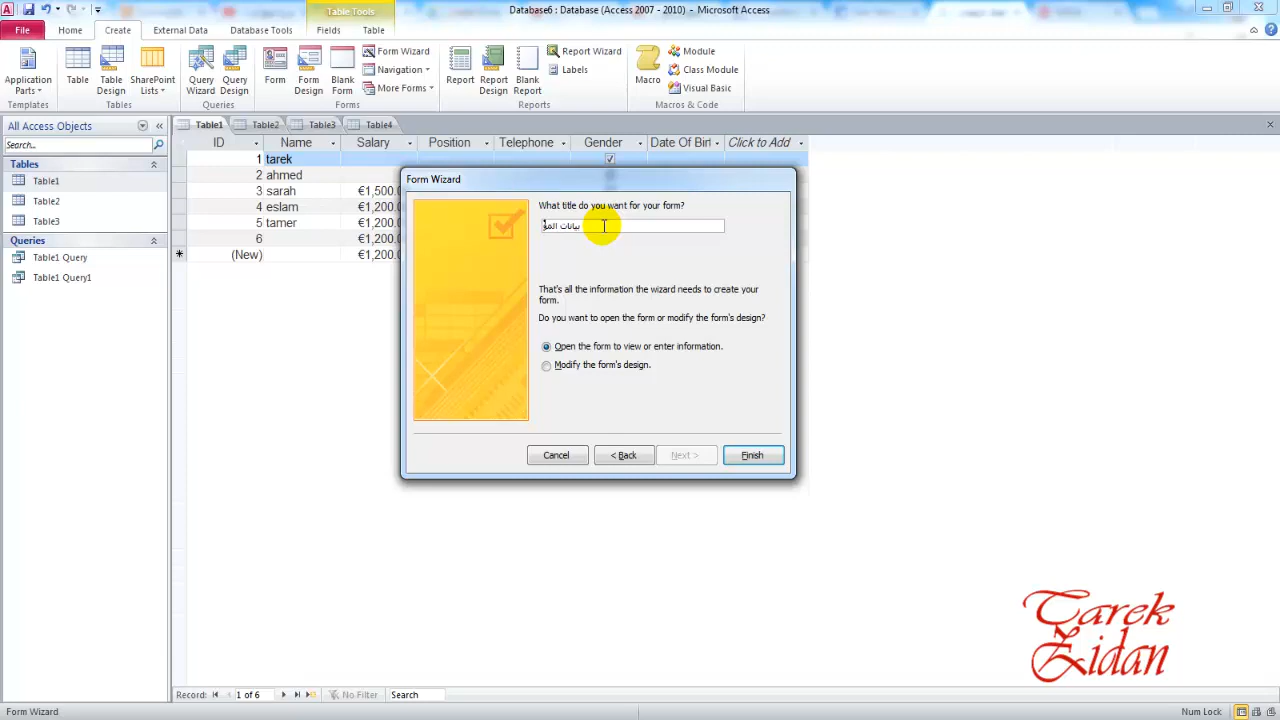 Table Tools
Database6 : Database (Access 2007 - 2010) - Microsoft Access
File
Home
Create
External Data
Database Tools
Fields
Table
Application Parts
Table
Table Design
SharePoint Lists
Query Wizard
Query Design
Form
Form Design
Blank Form
Form Wizard
Navigation
More Forms
Report
Report Design
Blank Report
Report Wizard
Labels
Macro
Module
Class Module
Visual Basic
Templates
Tables
Queries
Forms
Reports
Macros & Code
All Access Objects
Search...
Tables
Table1
Table2
Table3
Queries
Table1 Query
Table1 Query1
Table1
Table2
Table3
Table4
ID
Name
Salary
Position
Telephone
Gender
Date Of Birt
Click to Add
1 tarek
2 ahmed
3 sarah €1,500.0
4 eslam €1,200.0
5 tamer €1,200.0
6 €1,200.0
(New) €1,200.0
Form Wizard
What title do you want for your form?
بيانات المو
That's all the information the wizard needs to create your
form.
Do you want to open the form or modify the form's design?
Open the form to view or enter information.
Modify the form's design.
Cancel
< Back
Next >
Finish
Tarek
Zidan
Record:
1 of 6
No Filter
Search
Form Wizard
Num Lock